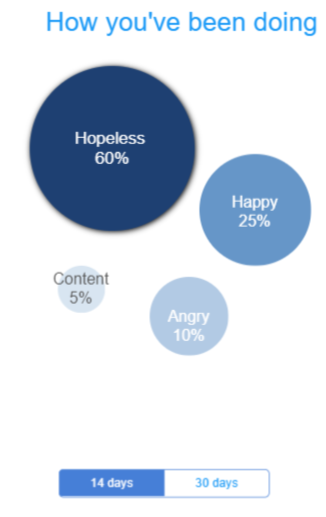 How you've been doing
Hopeless
60%
Happy
25%
Content
5%
Angry
10%
14 days
30 days